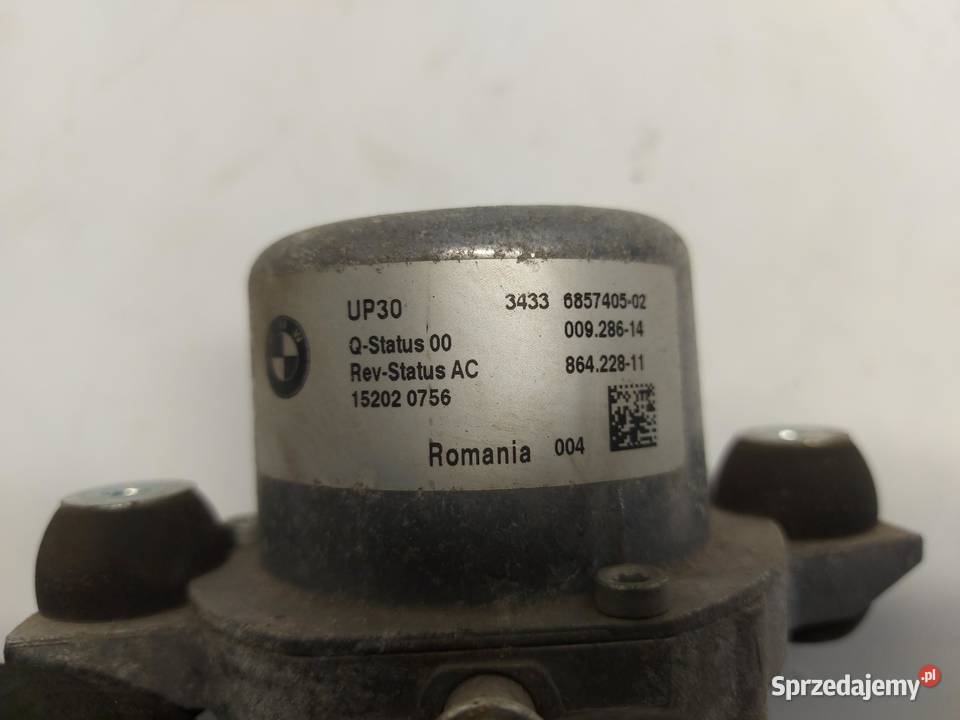 UP30 3433 6857405-02
Q-Status 00 009.286-14
Rev-Status AC 864.228-11
15202 0756
Romania 004
Sprzedajemy.pl